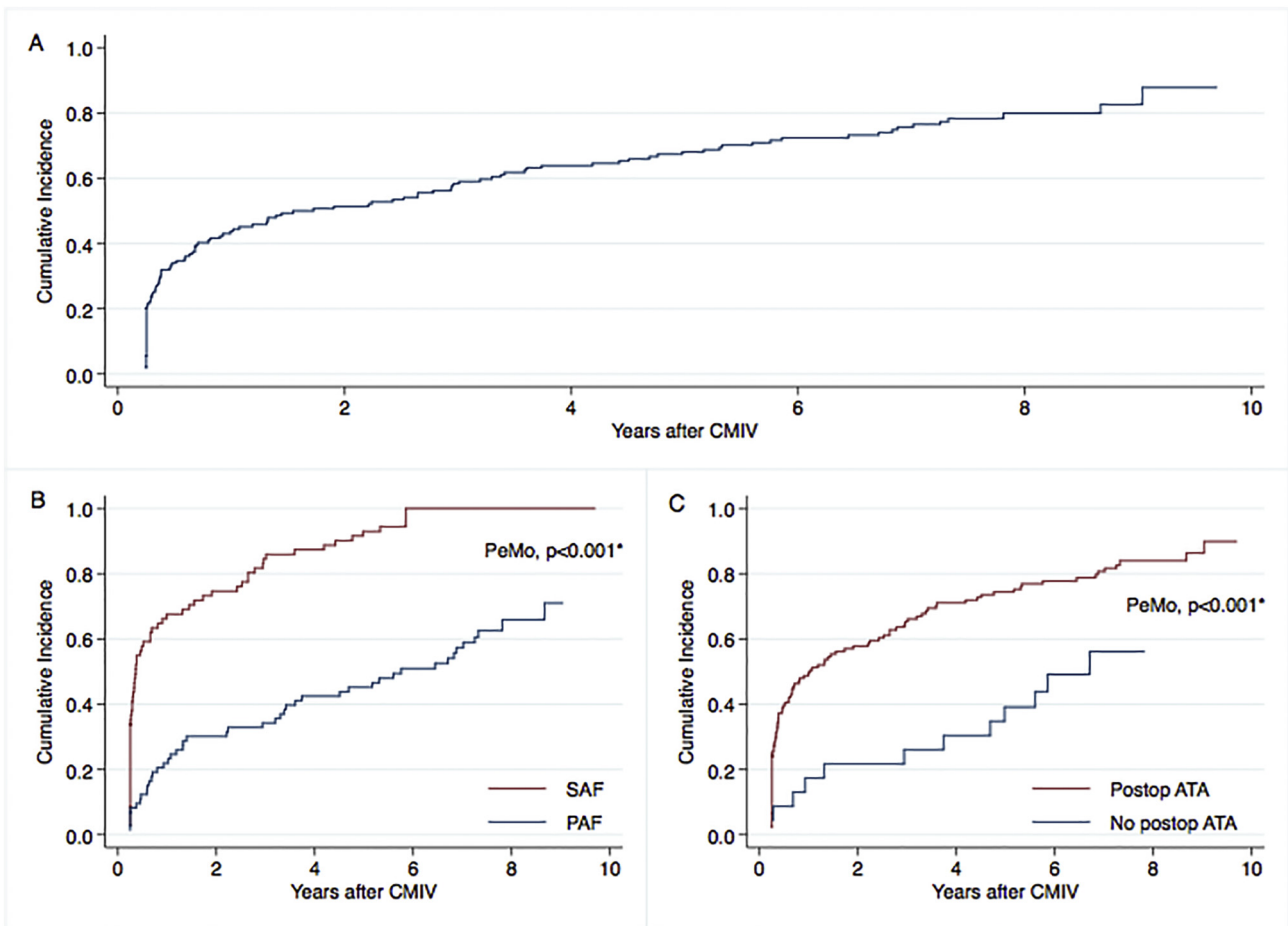 A
1.0
0.8
0.6
0.4
0.2
0.0
Cumulative Incidence
0 2 4 6 8 10
Years after CMIV
B
1.0
0.8
0.6
0.4
0.2
0.0
Cumulative Incidence
PeMo, p<0.001*
SAF
PAF
0 2 4 6 8 10
Years after CMIV
C
1.0
0.8
0.6
0.4
0.2
0.0
Cumulative Incidence
PeMo, p<0.001*
Postop ATA
No postop ATA
0 2 4 6 8 10
Years after CMIV